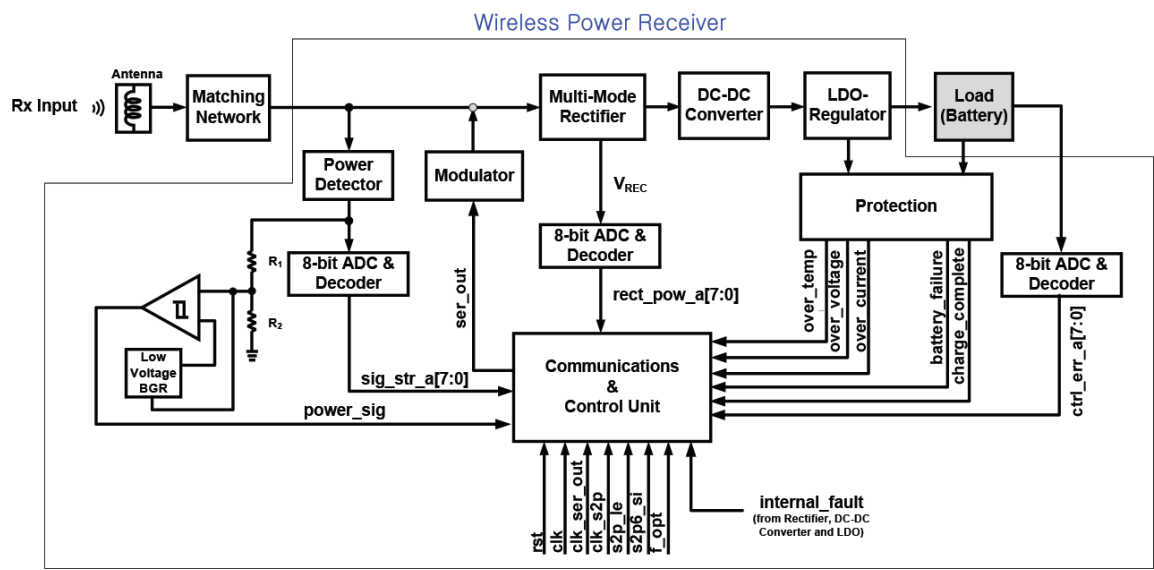 Wireless Power Receiver
Antenna
Rx Input
Matching
Network
Multi-Mode
Rectifier
DC-DC
Converter
LDO-
Regulator
Load
(Battery)
Power
Detector
Modulator
V_REC
Protection
R₁
R₂
8-bit ADC &
Decoder
8-bit ADC &
Decoder
8-bit ADC &
Decoder
ser_out
rect_pow_a[7:0]
over_temp
over_voltage
over_current
battery_failure
charge_complete
ctrl_err_a[7:0]
Low
Voltage
BGR
sig_str_a[7:0]
power_sig
Communications
&
Control Unit
rst
clk
clk_ser_out
clk_s2p
s2p_le
s2p6_si
f_opt
internal_fault
(from Rectifier, DC-DC
Converter and LDO)